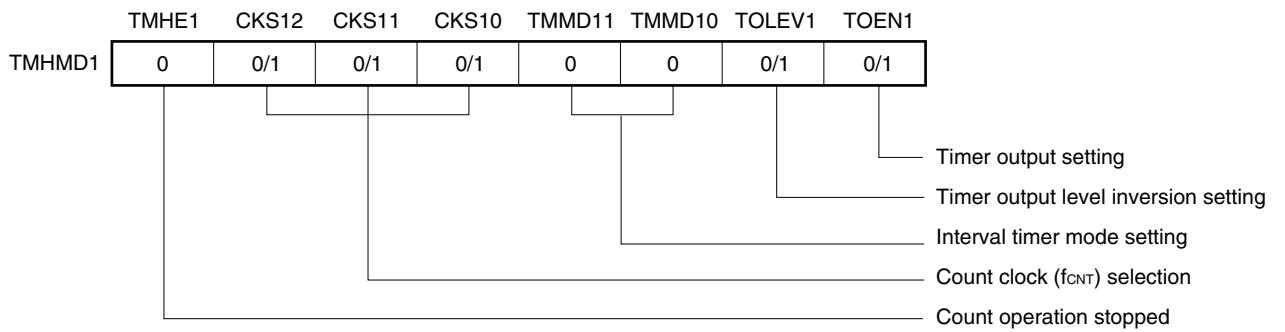 TMHE1 CKS12 CKS11 CKS10 TMMD11 TMMD10 TOLEV1 TOEN1
TMHMD1 0 0/1 0/1 0/1 0 0 0/1 0/1
Timer output setting
Timer output level inversion setting
Interval timer mode setting
Count clock (fCNT) selection
Count operation stopped